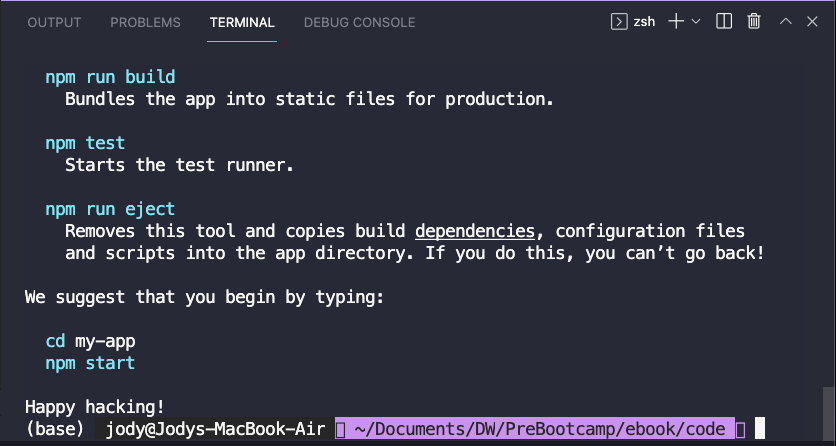 OUTPUT PROBLEMS TERMINAL DEBUG CONSOLE zsh
npm run build
Bundles the app into static files for production.
npm test
Starts the test runner.
npm run eject
Removes this tool and copies build dependencies, configuration files
and scripts into the app directory. If you do this, you can’t go back!
We suggest that you begin by typing:
cd my-app
npm start
Happy hacking!
(base) jody@Jodys-MacBook-Air ~/Documents/DW/PreBootcamp/ebook/code